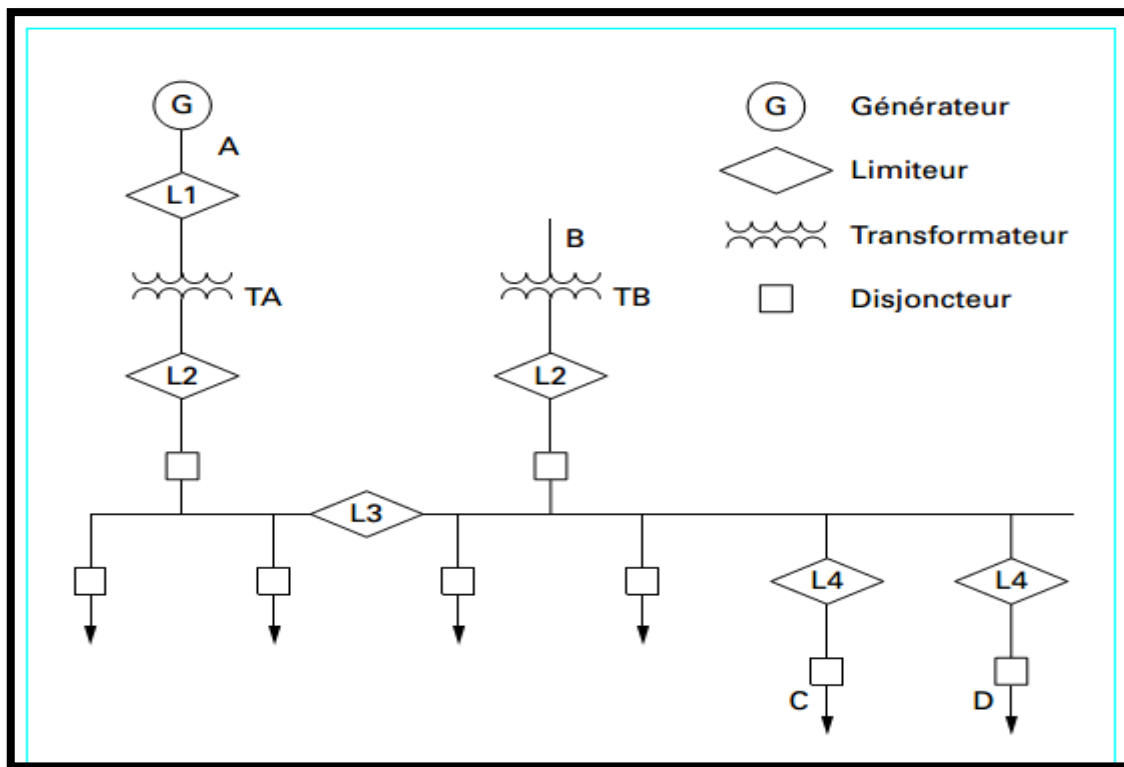 G
G Générateur
A
L1
Limiteur
B
Transformateur
TA
TB
Disjoncteur
L2
L2
L3
L4
L4
C
D